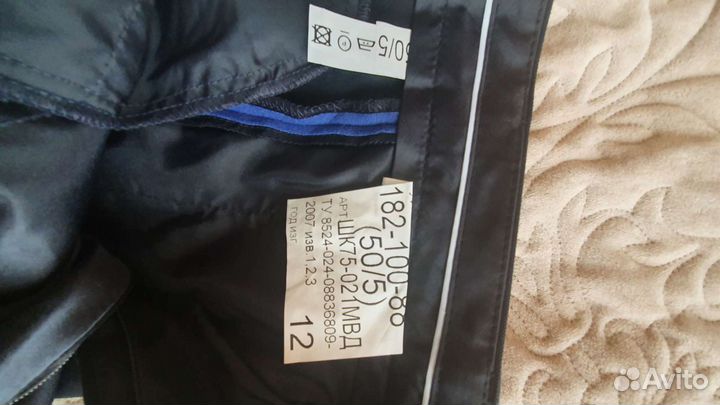 50/5
182-100-88
(50/5)
АРТ ШК75-021МВД
ТУ 8524-024-08836809-
2007 изв.1,2,3
ГОД ИЗГ.
12
Avito